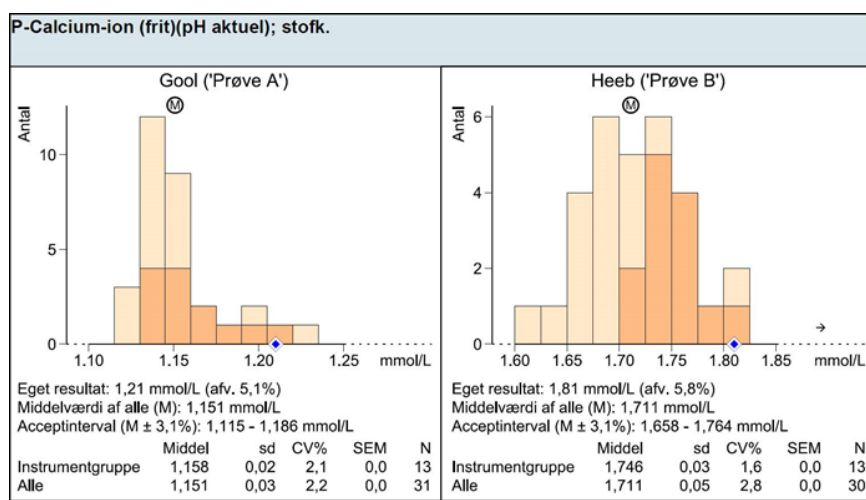 P-Calcium-ion (frit)(pH aktuel); stofk.
Gool ('Prøve A')
M
Antal
10
5
0
1.10 1.15 1.20 1.25 mmol/L
Eget resultat: 1,21 mmol/L (afv. 5,1%)
Middelværdi af alle (M): 1,151 mmol/L
Acceptinterval (M ± 3,1%): 1,115 - 1,186 mmol/L
Middel sd CV% SEM N
Instrumentgruppe 1,158 0,02 2,1 0,0 13
Alle 1,151 0,03 2,2 0,0 31
Heeb ('Prøve B')
M
Antal
6
4
2
0
1.60 1.65 1.70 1.75 1.80 1.85 mmol/L
Eget resultat: 1,81 mmol/L (afv. 5,8%)
Middelværdi af alle (M): 1,711 mmol/L
Acceptinterval (M ± 3,1%): 1,658 - 1,764 mmol/L
Middel sd CV% SEM N
Instrumentgruppe 1,746 0,03 1,6 0,0 13
Alle 1,711 0,05 2,8 0,0 30